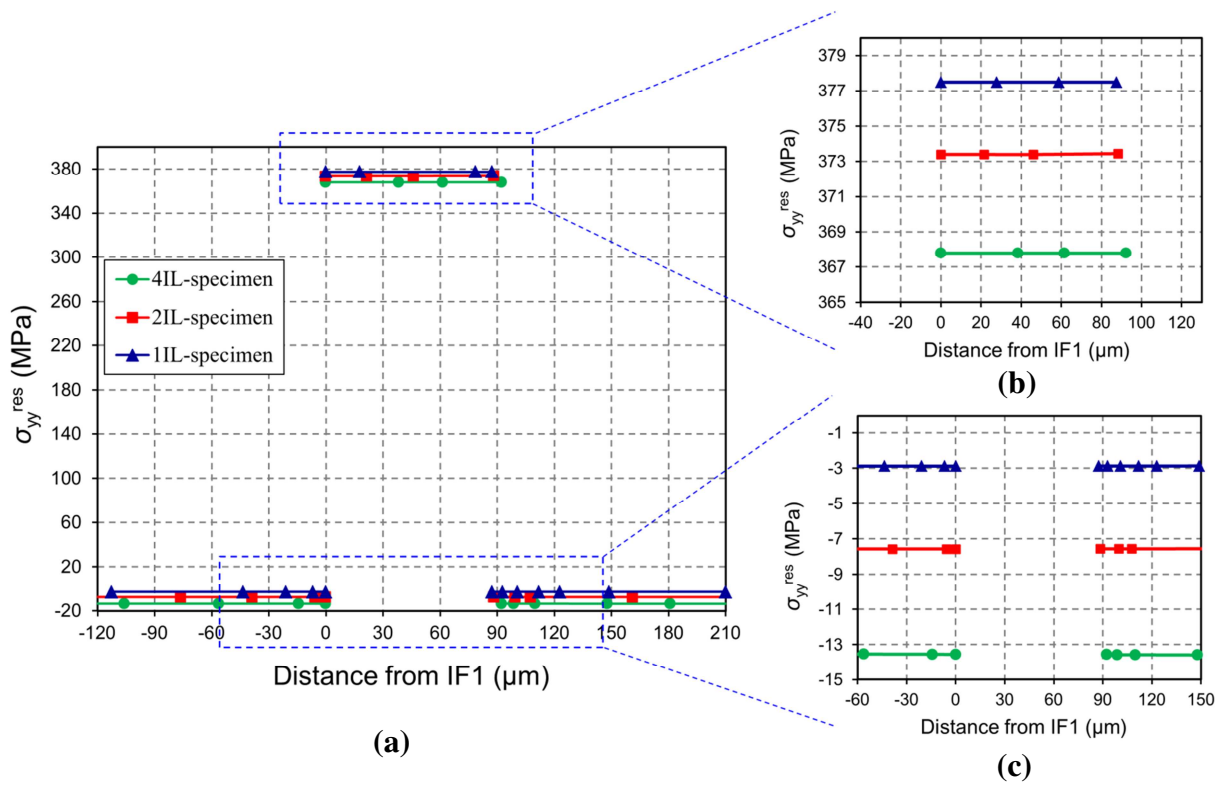 380
340
300
260
220
180
140
100
60
20
-20
σyy^res (MPa)
4IL-specimen
2IL-specimen
1IL-specimen
-120 -90 -60 -30 0 30 60 90 120 150 180 210
Distance from IF1 (μm)
(a)
379
377
375
373
371
369
367
365
σyy^res (MPa)
-40 -20 0 20 40 60 80 100 120
Distance from IF1 (μm)
(b)
-1
-3
-5
-7
-9
-11
-13
-15
σyy^res (MPa)
-60 -30 0 30 60 90 120 150
Distance from IF1 (μm)
(c)